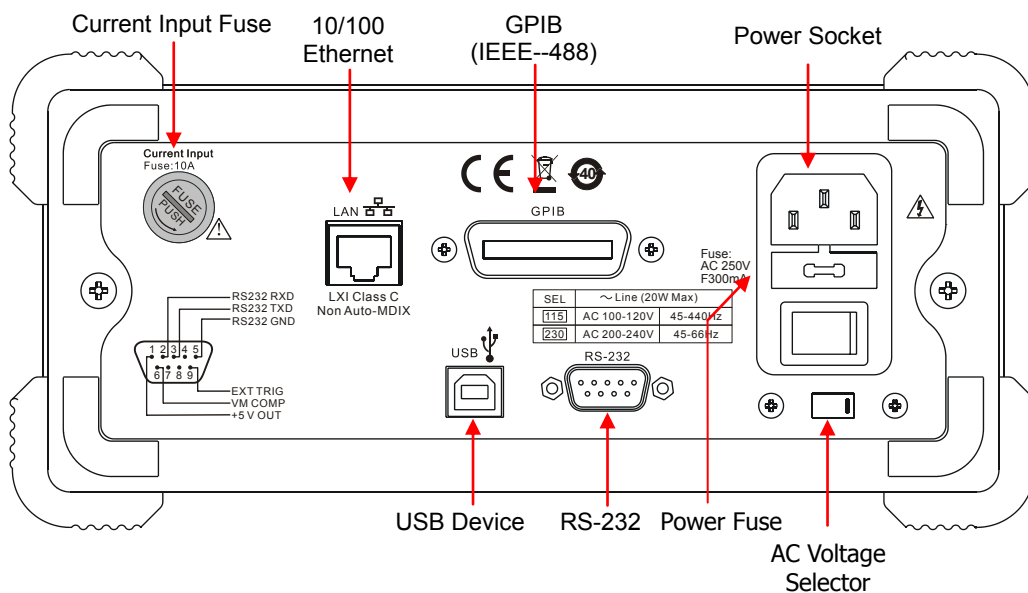 Current Input Fuse
10/100
Ethernet
GPIB
(IEEE--488)
Power Socket
Current Input
Fuse:10A
FUSE
PUSH
LAN
LXI Class C
Non Auto-MDIX
CE
40
GPIB
Fuse:
AC 250V
F300mA
SEL ～Line (20W Max)
115 AC 100-120V 45-440Hz
230 AC 200-240V 45-66Hz
RS232 RXD
RS232 TXD
RS232 GND
1 2 3 4 5
6 7 8 9
EXT TRIG
VM COMP
+5 V OUT
USB
RS-232
USB Device
RS-232
Power Fuse
AC Voltage
Selector